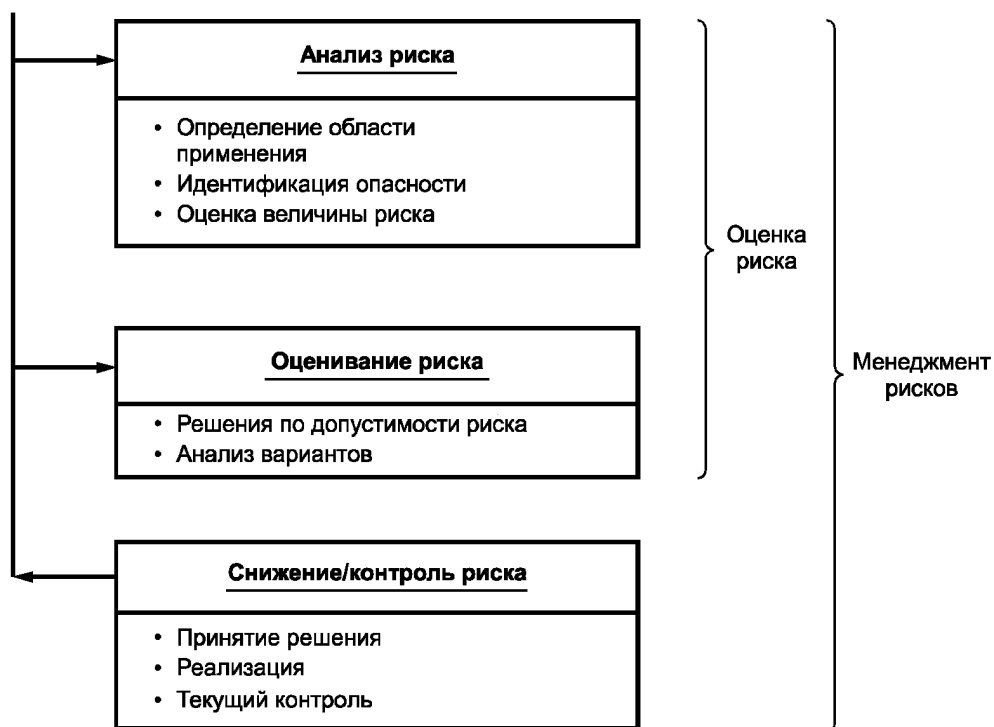 Анализ риска
• Определение области
применения
• Идентификация опасности
• Оценка величины риска
Оценка
риска
Оценивание риска
• Решения по допустимости риска
• Анализ вариантов
Менеджмент
рисков
Снижение/контроль риска
• Принятие решения
• Реализация
• Текущий контроль